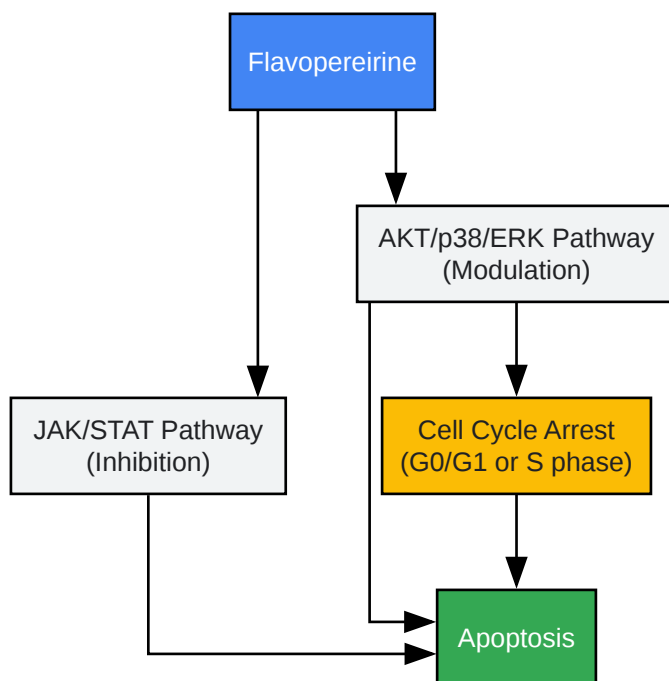 Flavopereirine
AKT/p38/ERK Pathway
(Modulation)
JAK/STAT Pathway
(Inhibition)
Cell Cycle Arrest
(G0/G1 or S phase)
Apoptosis